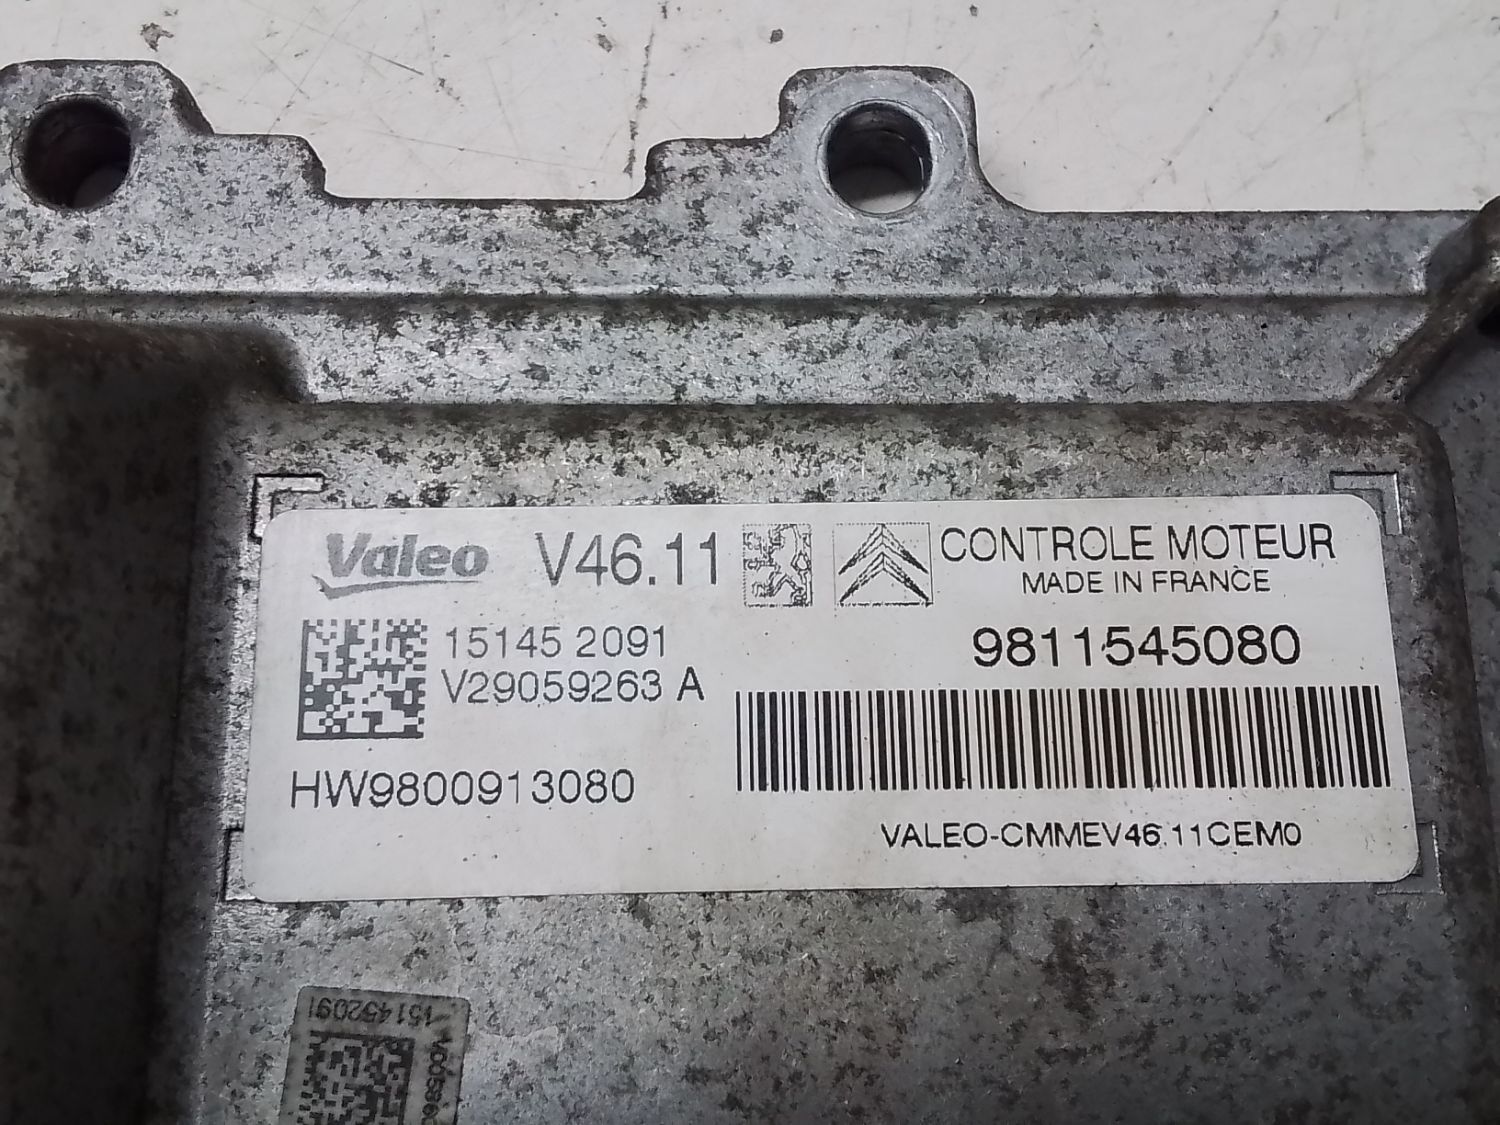 Valeo V46.11
CONTROLE MOTEUR
MADE IN FRANCE
15145 2091
V29059263 A
9811545080
HW9800913080
VALEO-CMMEV46.11CEM0
151452091